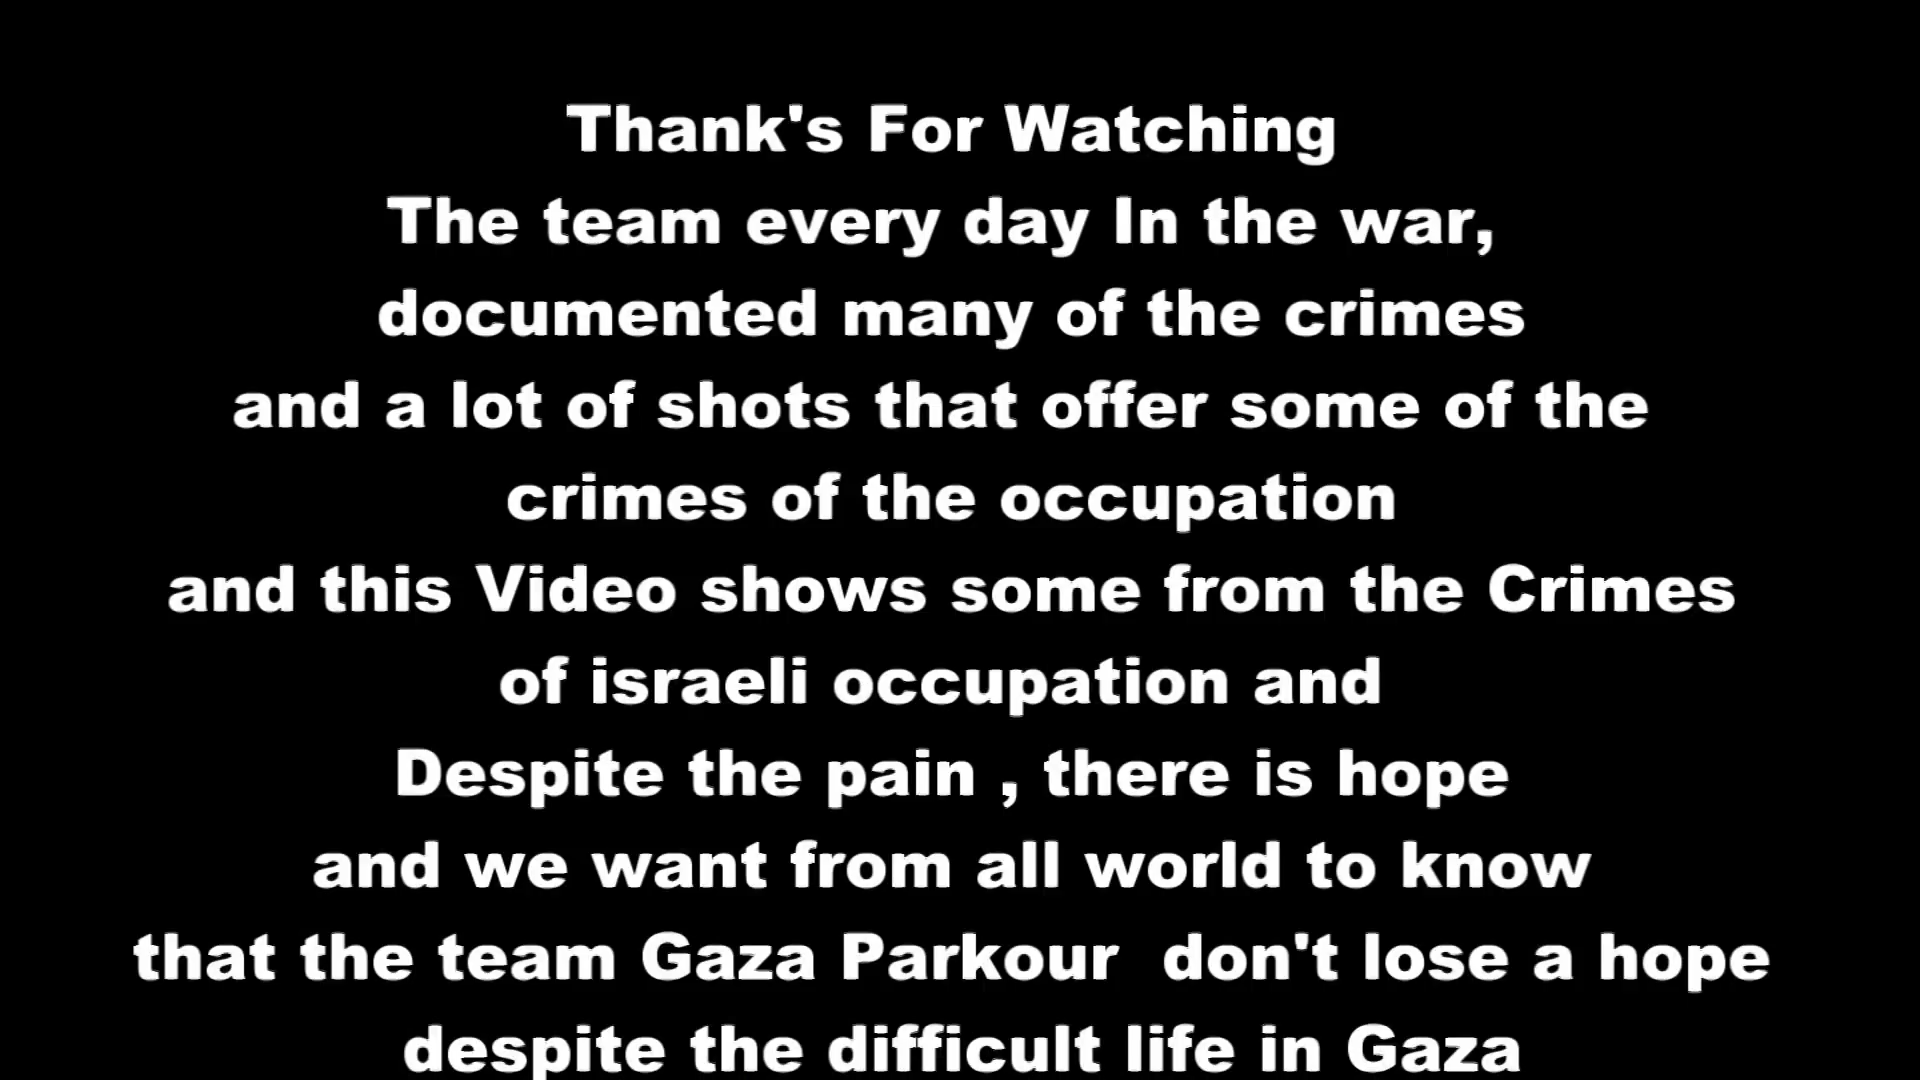 Thank's For Watching
The team every day In the war,
documented many of the crimes
and a lot of shots that offer some of the
crimes of the occupation
and this Video shows some from the Crimes
of israeli occupation and
Despite the pain , there is hope
and we want from all world to know
that the team Gaza Parkour  don't lose a hope
despite the difficult life in Gaza